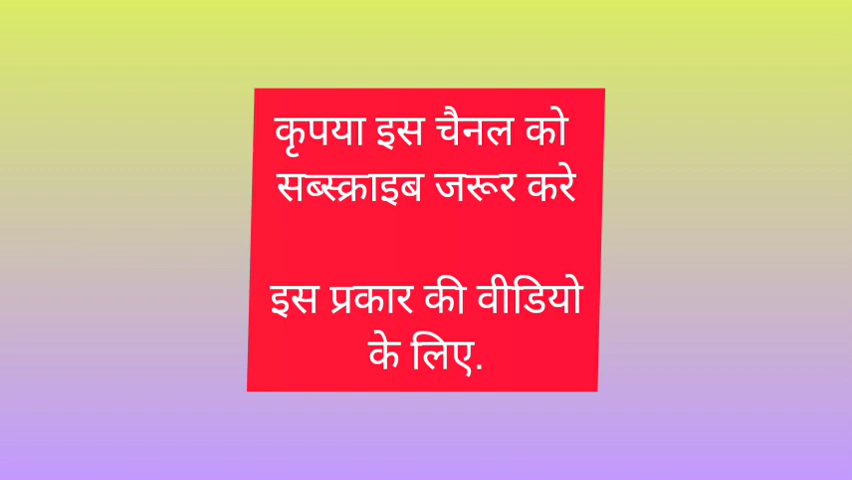 कृपया इस चैनल को
सब्स्क्राइब जरूर करे
इस प्रकार की वीडियो
के लिए.